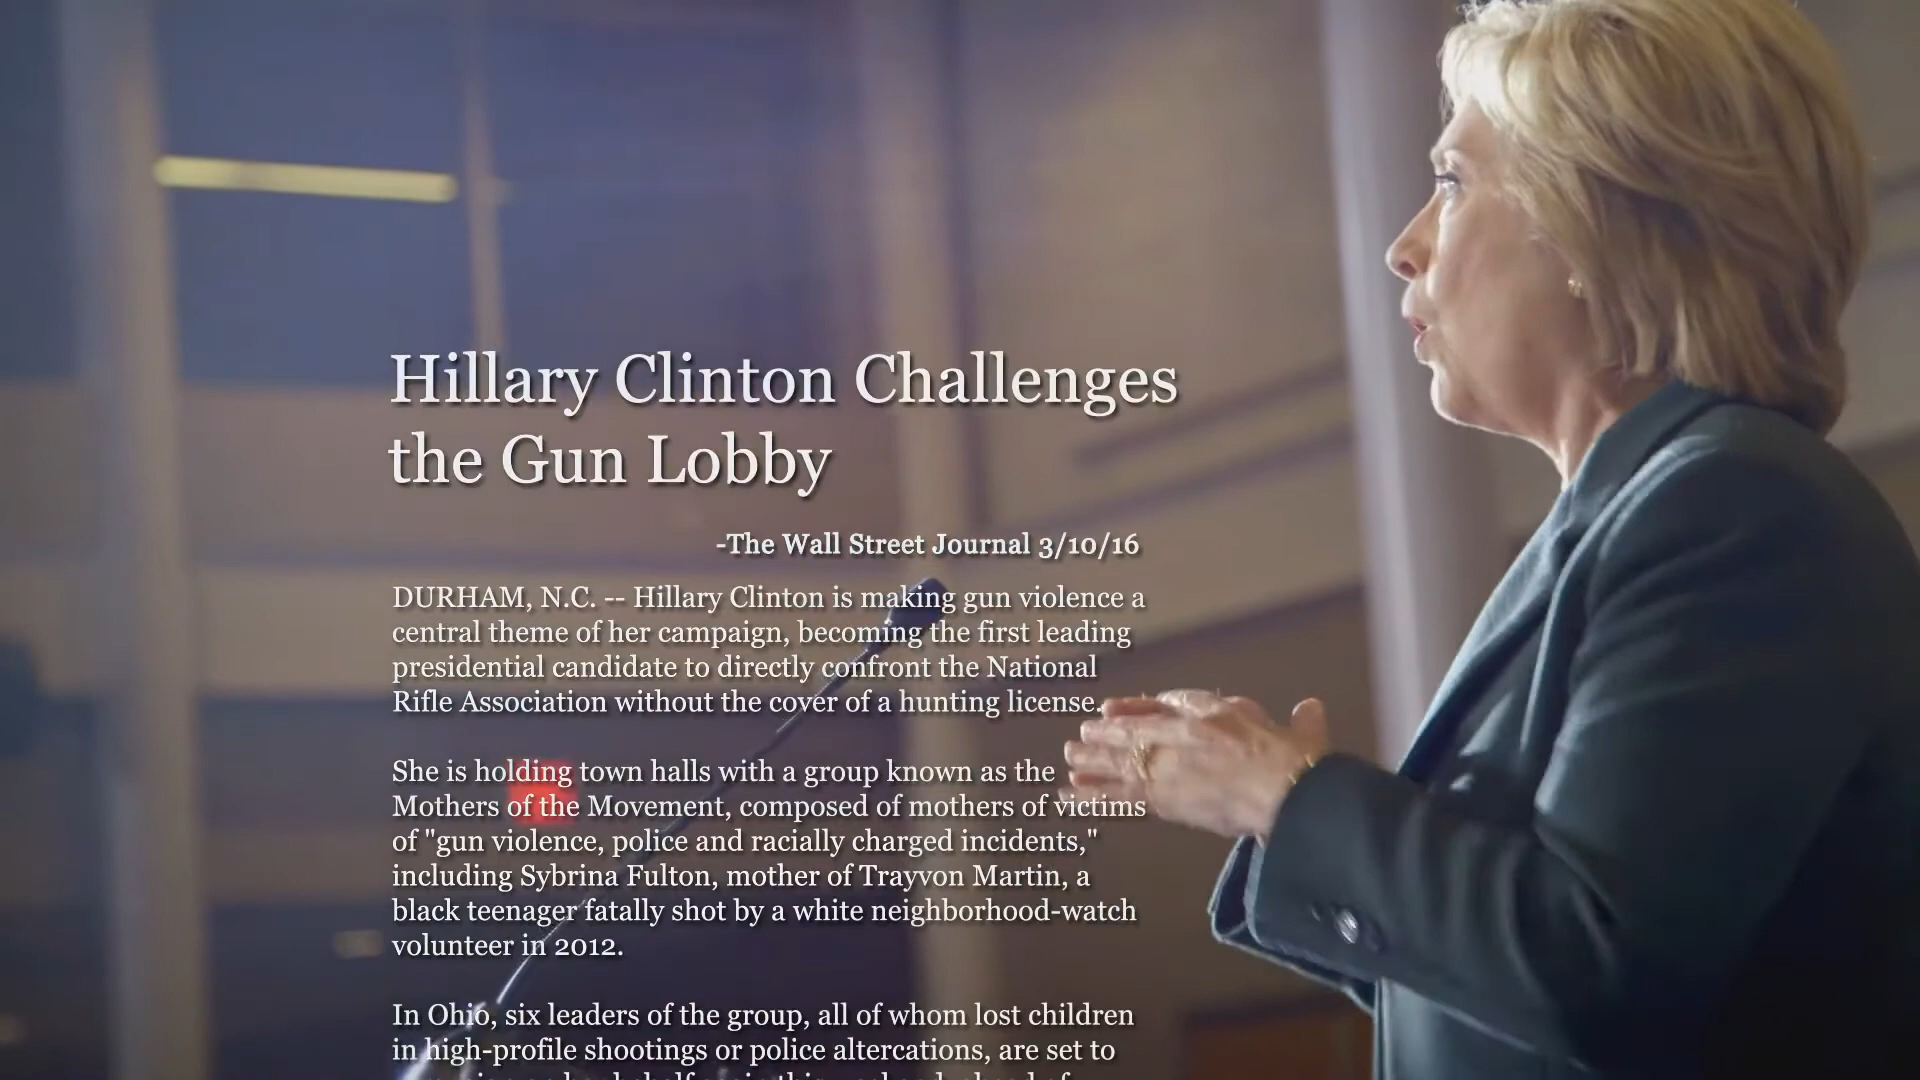 Hillary Clinton Challenges
the Gun Lobby
-The Wall Street Journal 3/10/16
DURHAM, N.C. -- Hillary Clinton is making gun violence a
central theme of her campaign, becoming the first leading
presidential candidate to directly confront the National
Rifle Association without the cover of a hunting license.
She is holding town halls with a group known as the
Mothers of the Movement, composed of mothers of victims
of "gun violence, police and racially charged incidents,"
including Sybrina Fulton, mother of Trayvon Martin, a
black teenager fatally shot by a white neighborhood-watch
volunteer in 2012.
In Ohio, six leaders of the group, all of whom lost children
in high-profile shootings or police altercations, are set to